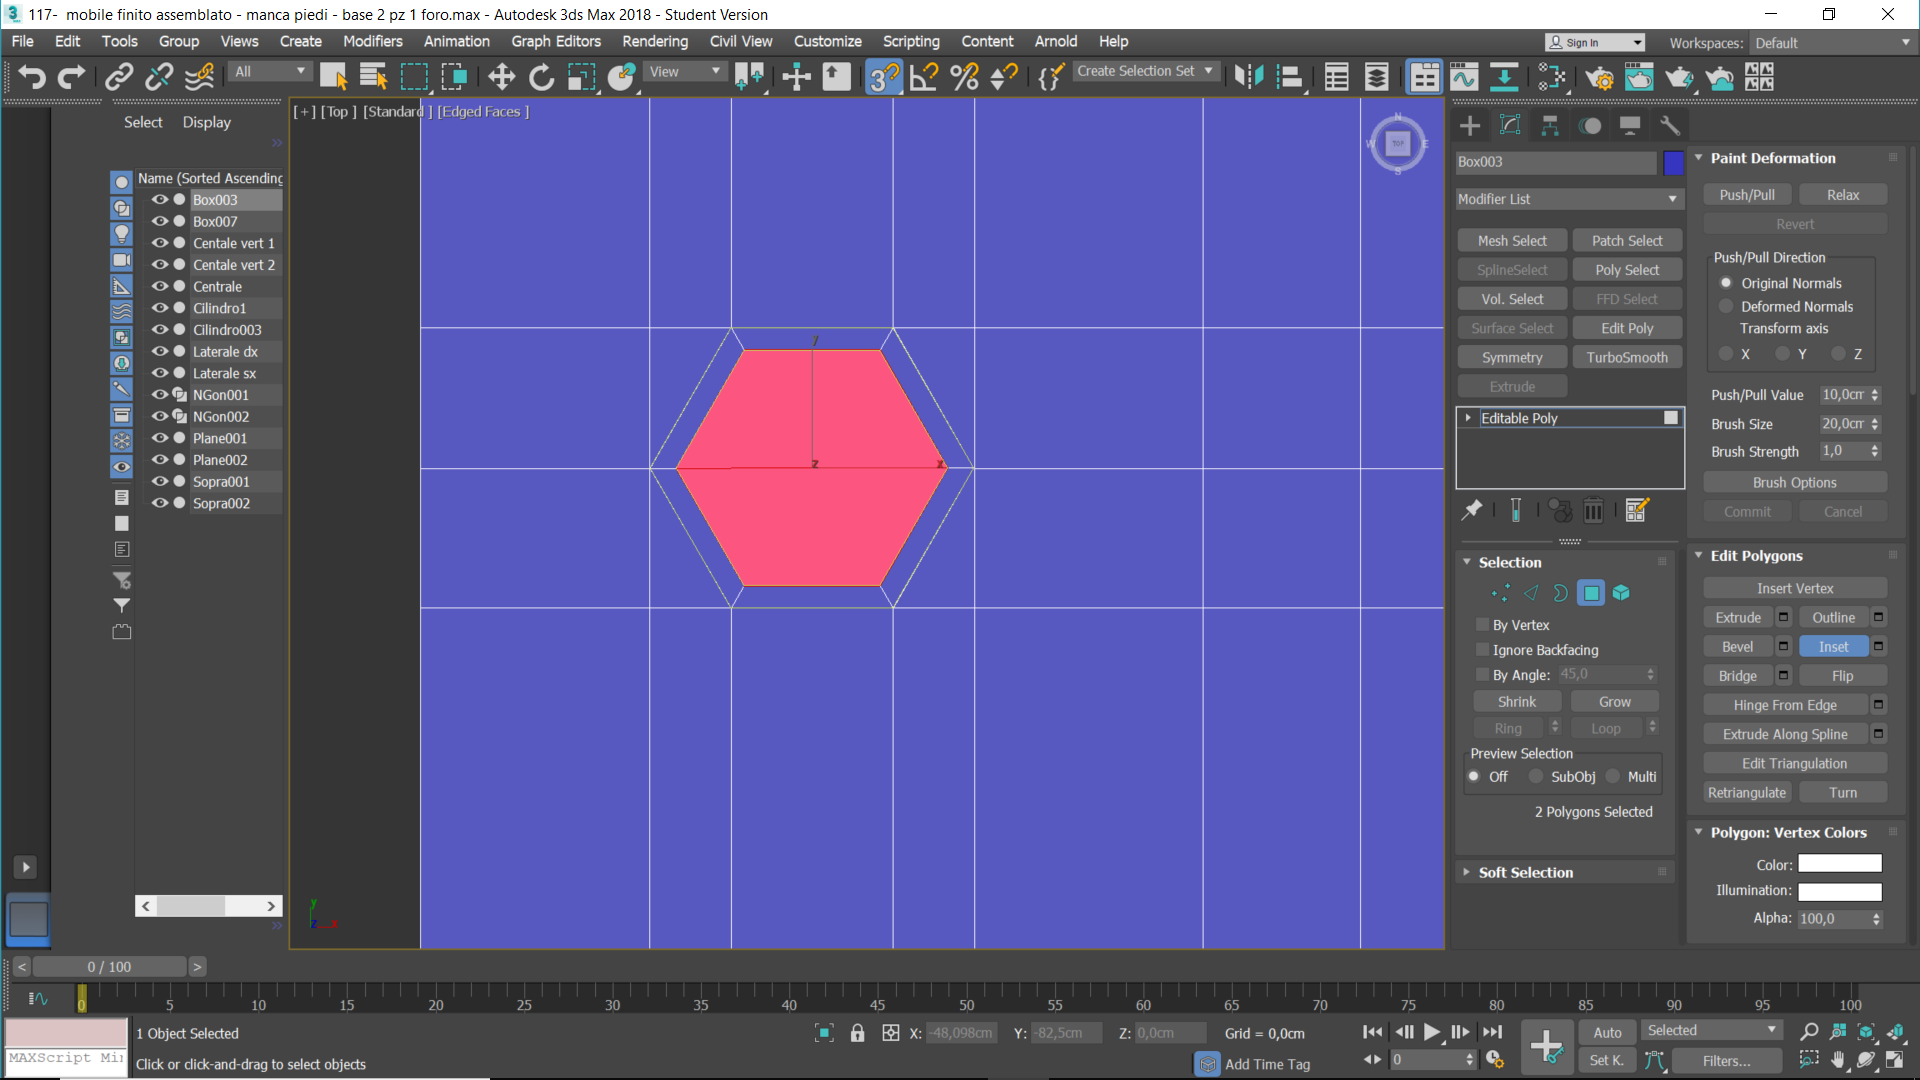 117-  mobile finito assemblato - manca piedi - base 2 pz 1 foro.max - Autodesk 3ds Max 2018 - Student Version
File Edit Tools Group Views Create Modifiers Animation Graph Editors Rendering Civil View Customize Scripting Content Arnold Help
Sign In
Workspaces: Default
All
View
3
Create Selection Set
Select Display
[+] [Top ] [Standard ] [Edged Faces ]
N
W TOP E
S
Name (Sorted Ascending
Box003
Box007
Centale vert 1
Centale vert 2
Centrale
Cilindro1
Cilindro003
Laterale dx
Laterale sx
NGon001
NGon002
Plane001
Plane002
Sopra001
Sopra002
y
z x
y
z x
Box003
Modifier List
Mesh Select Patch Select
SplineSelect Poly Select
Vol. Select FFD Select
Surface Select Edit Poly
Symmetry TurboSmooth
Extrude
Editable Poly
Selection
By Vertex
Ignore Backfacing
By Angle: 45,0
Shrink Grow
Ring Loop
Preview Selection
Off SubObj Multi
2 Polygons Selected
Soft Selection
Paint Deformation
Push/Pull Relax
Revert
Push/Pull Direction
Original Normals
Deformed Normals
Transform axis
X Y Z
Push/Pull Value 10,0cm
Brush Size 20,0cm
Brush Strength 1,0
Brush Options
Commit Cancel
Edit Polygons
Insert Vertex
Extrude Outline
Bevel Inset
Bridge Flip
Hinge From Edge
Extrude Along Spline
Edit Triangulation
Retriangulate Turn
Polygon: Vertex Colors
Color:
Illumination:
Alpha: 100,0
< 0 / 100 >
0 5 10 15 20 25 30 35 40 45 50 55 60 65 70 75 80 85 90 95 100
1 Object Selected
X: -48,098cm Y: -82,5cm Z: 0,0cm Grid = 0,0cm
Auto Selected
MAXScript Mi
Click or click-and-drag to select objects
Add Time Tag
0
Set K. Filters...